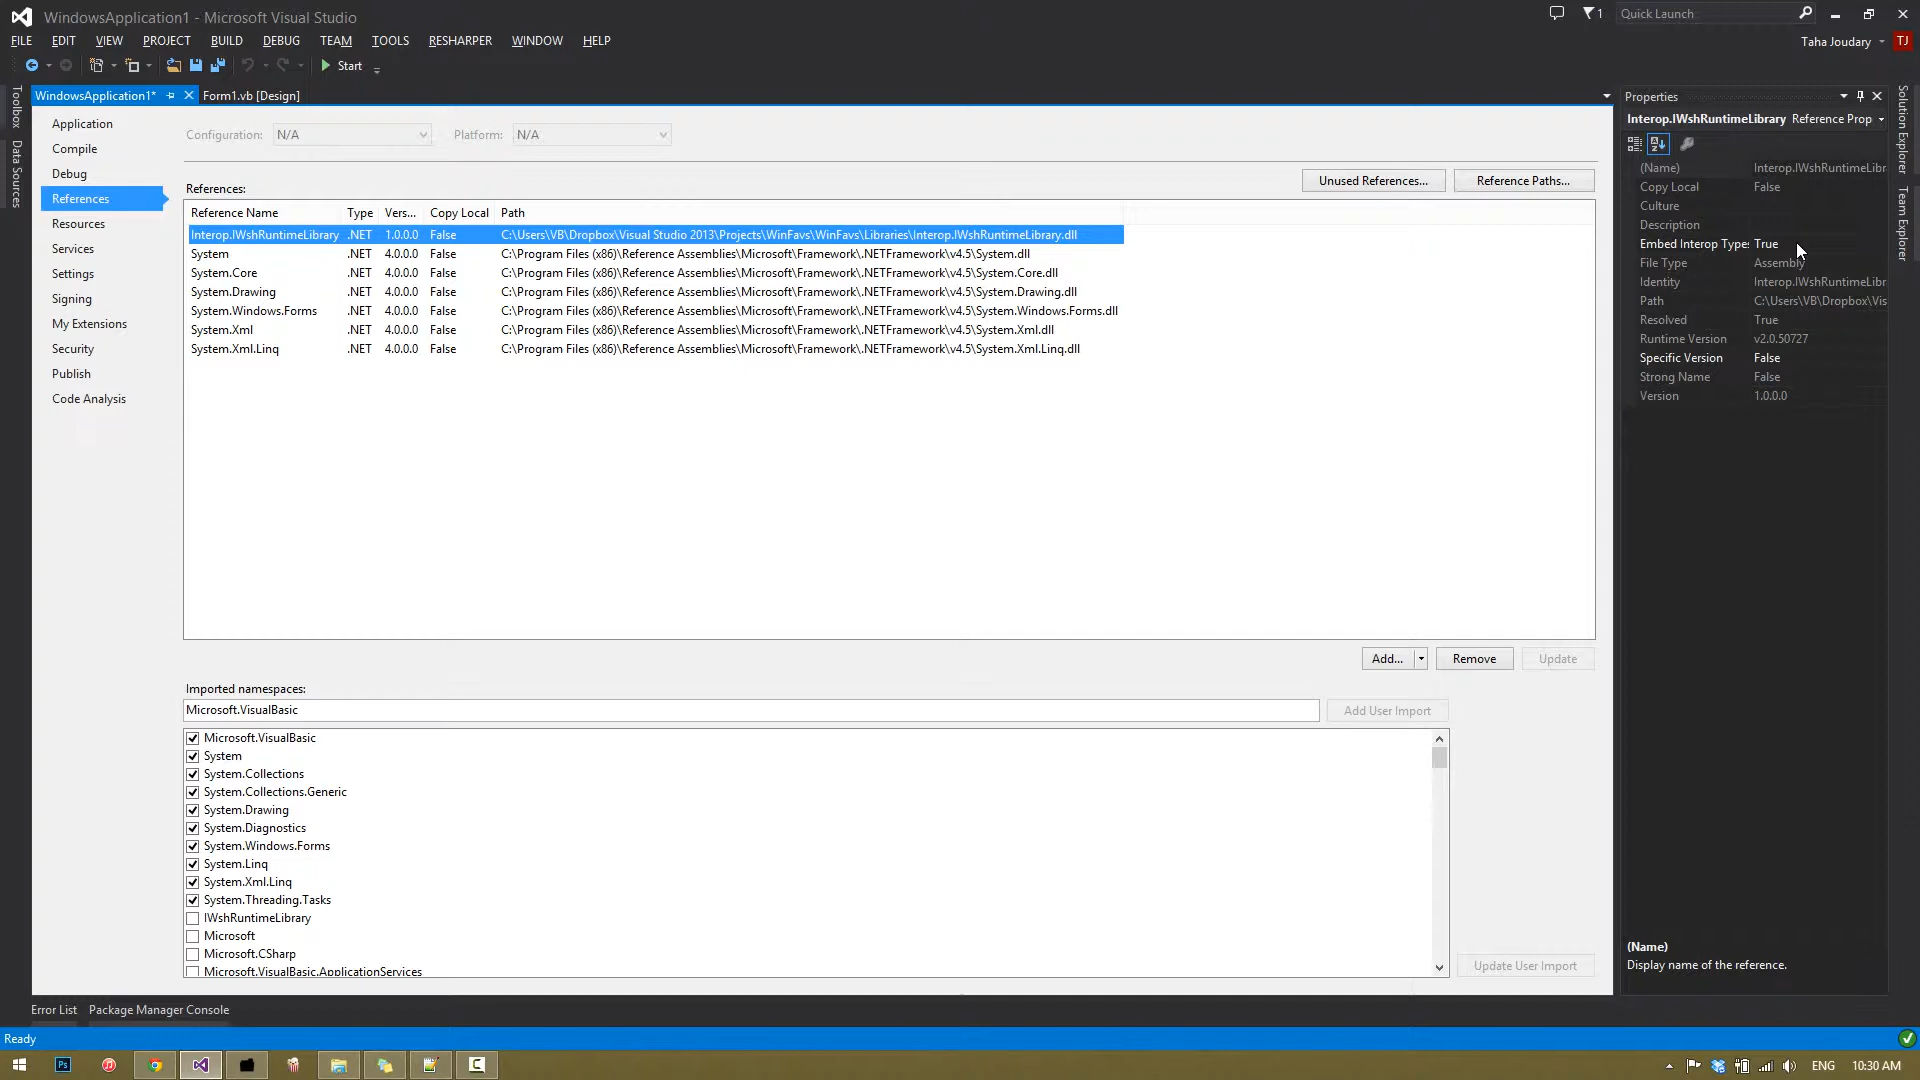 WindowsApplication1 - Microsoft Visual Studio
1
Quick Launch
FILE EDIT VIEW PROJECT BUILD DEBUG TEAM TOOLS RESHARPER WINDOW HELP
Taha Joudary TJ
Start
Toolbox
Data Sources
WindowsApplication1* Form1.vb [Design]
Application
Compile
Debug
References
Resources
Services
Settings
Signing
My Extensions
Security
Publish
Code Analysis
Configuration: N/A Platform: N/A
References:
Unused References... Reference Paths...
Reference Name Type Vers... Copy Local Path
Interop.IWshRuntimeLibrary .NET 1.0.0.0 False C:\Users\VB\Dropbox\Visual Studio 2013\Projects\WinFavs\WinFavs\Libraries\Interop.IWshRuntimeLibrary.dll
System .NET 4.0.0.0 False C:\Program Files (x86)\Reference Assemblies\Microsoft\Framework\.NETFramework\v4.5\System.dll
System.Core .NET 4.0.0.0 False C:\Program Files (x86)\Reference Assemblies\Microsoft\Framework\.NETFramework\v4.5\System.Core.dll
System.Drawing .NET 4.0.0.0 False C:\Program Files (x86)\Reference Assemblies\Microsoft\Framework\.NETFramework\v4.5\System.Drawing.dll
System.Windows.Forms .NET 4.0.0.0 False C:\Program Files (x86)\Reference Assemblies\Microsoft\Framework\.NETFramework\v4.5\System.Windows.Forms.dll
System.Xml .NET 4.0.0.0 False C:\Program Files (x86)\Reference Assemblies\Microsoft\Framework\.NETFramework\v4.5\System.Xml.dll
System.Xml.Linq .NET 4.0.0.0 False C:\Program Files (x86)\Reference Assemblies\Microsoft\Framework\.NETFramework\v4.5\System.Xml.Linq.dll
Add... Remove Update
Imported namespaces:
Microsoft.VisualBasic
Add User Import
Microsoft.VisualBasic
System
System.Collections
System.Collections.Generic
System.Drawing
System.Diagnostics
System.Windows.Forms
System.Linq
System.Xml.Linq
System.Threading.Tasks
IWshRuntimeLibrary
Microsoft
Microsoft.CSharp
Microsoft.VisualBasic.ApplicationServices
Update User Import
Properties
Interop.IWshRuntimeLibrary Reference Prop
(Name) Interop.IWshRuntimeLibr
Copy Local False
Culture
Description
Embed Interop Types True
File Type Assembly
Identity Interop.IWshRuntimeLibr
Path C:\Users\VB\Dropbox\Vis
Resolved True
Runtime Version v2.0.50727
Specific Version False
Strong Name False
Version 1.0.0.0
(Name)
Display name of the reference.
Solution Explorer
Team Explorer
Error List Package Manager Console
Ready
Ps
ENG 10:30 AM